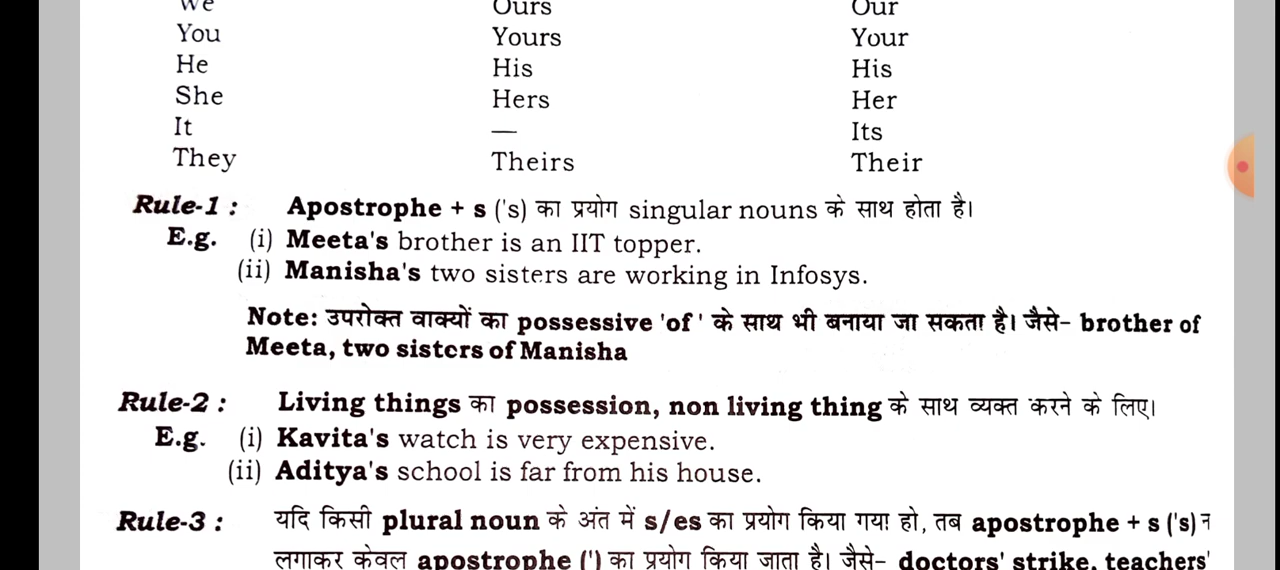 We Ours Our
You Yours Your
He His His
She Hers Her
It — Its
They Theirs Their
Rule-1 : Apostrophe + s ('s) का प्रयोग singular nouns के साथ होता है।
E.g. (i) Meeta's brother is an IIT topper.
(ii) Manisha's two sisters are working in Infosys.
Note: उपरोक्त वाक्यों का possessive 'of' के साथ भी बनाया जा सकता है। जैसे- brother of
Meeta, two sisters of Manisha
Rule-2 : Living things का possession, non living thing के साथ व्यक्त करने के लिए।
E.g. (i) Kavita's watch is very expensive.
(ii) Aditya's school is far from his house.
Rule-3 : यदि किसी plural noun के अंत में s/es का प्रयोग किया गया हो, तब apostrophe + s ('s) न
लगाकर केवल apostrophe (') का प्रयोग किया जाता है। जैसे- doctors' strike, teachers'